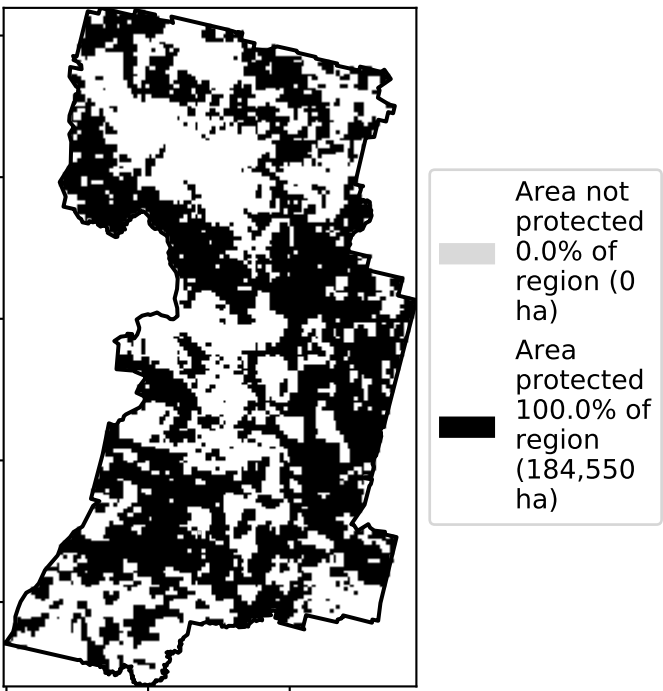 Area not
protected
0.0% of
region (0
ha)
Area
protected
100.0% of
region
(184,550
ha)